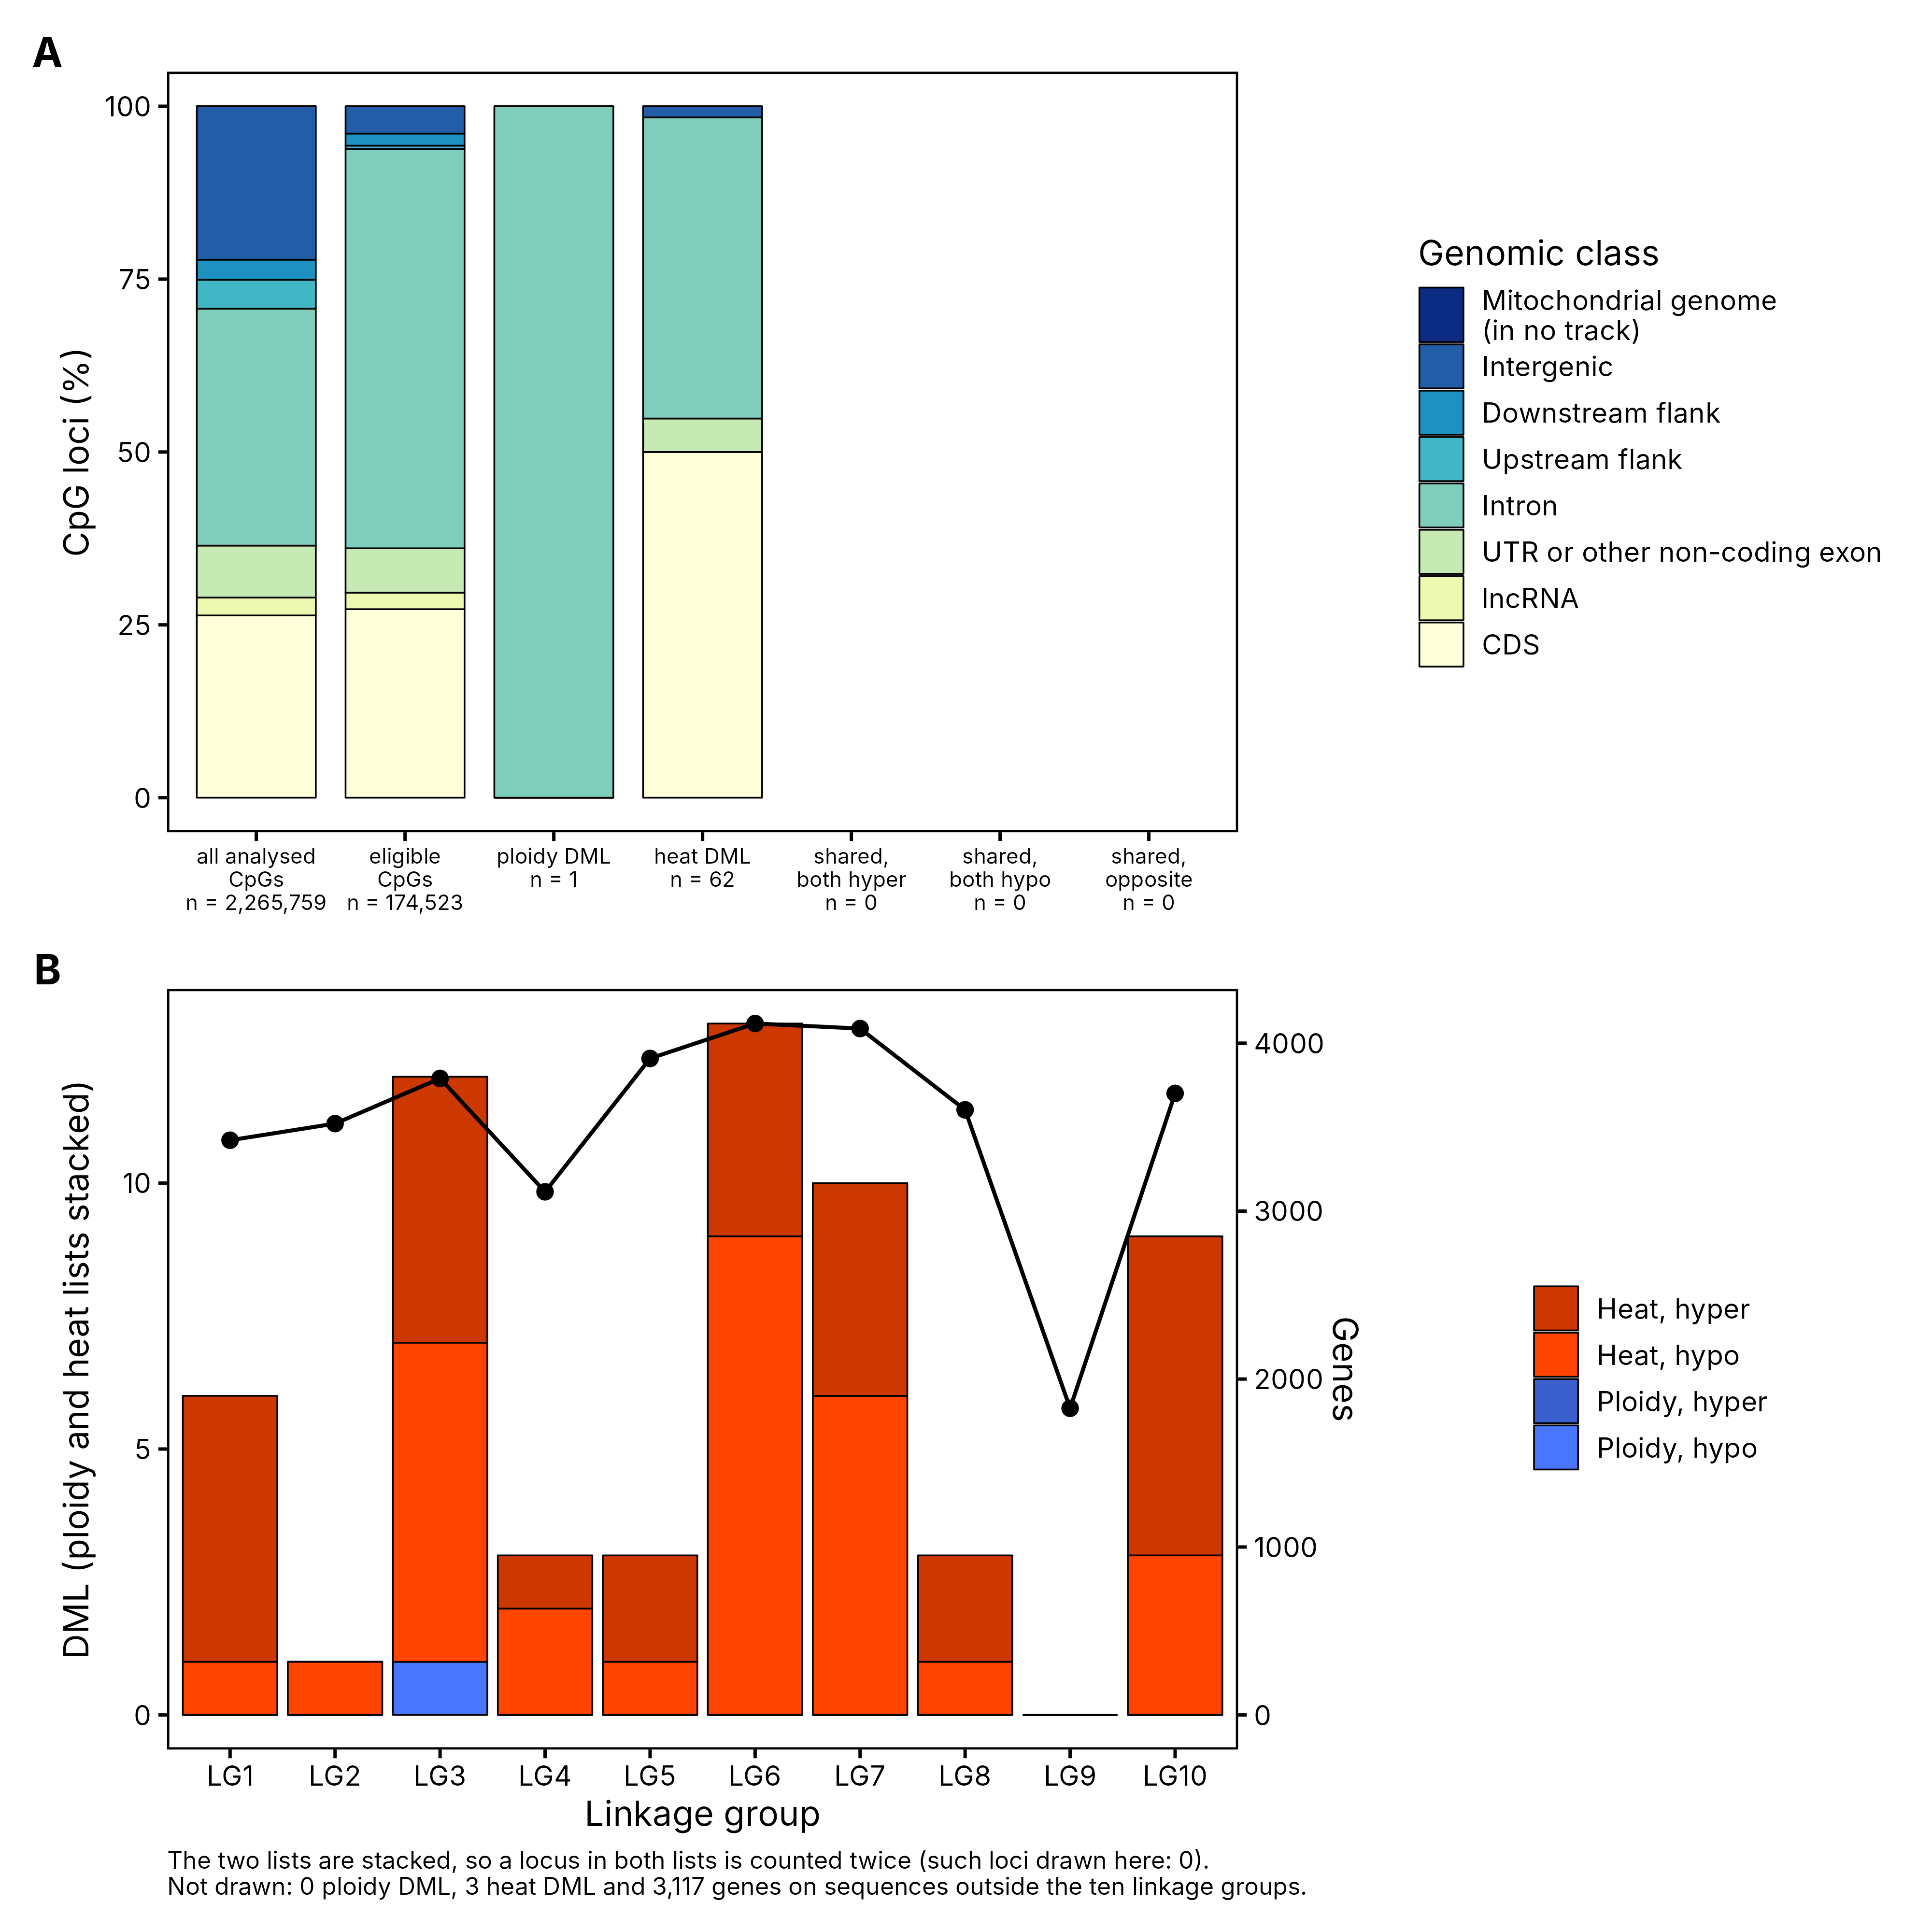 A
CpG loci (%)
100
75
50
25
0
all analysed
CpGs
n = 2,265,759
eligible
CpGs
n = 174,523
ploidy DML
n = 1
heat DML
n = 62
shared,
both hyper
n = 0
shared,
both hypo
n = 0
shared,
opposite
n = 0
Genomic class
Mitochondrial genome
(in no track)
Intergenic
Downstream flank
Upstream flank
Intron
UTR or other non-coding exon
lncRNA
CDS
B
DML (ploidy and heat lists stacked)
10
5
0
4000
3000
2000
1000
0
Genes
LG1
LG2
LG3
LG4
LG5
LG6
LG7
LG8
LG9
LG10
Linkage group
Heat, hyper
Heat, hypo
Ploidy, hyper
Ploidy, hypo
The two lists are stacked, so a locus in both lists is counted twice (such loci drawn here: 0).
Not drawn: 0 ploidy DML, 3 heat DML and 3,117 genes on sequences outside the ten linkage groups.